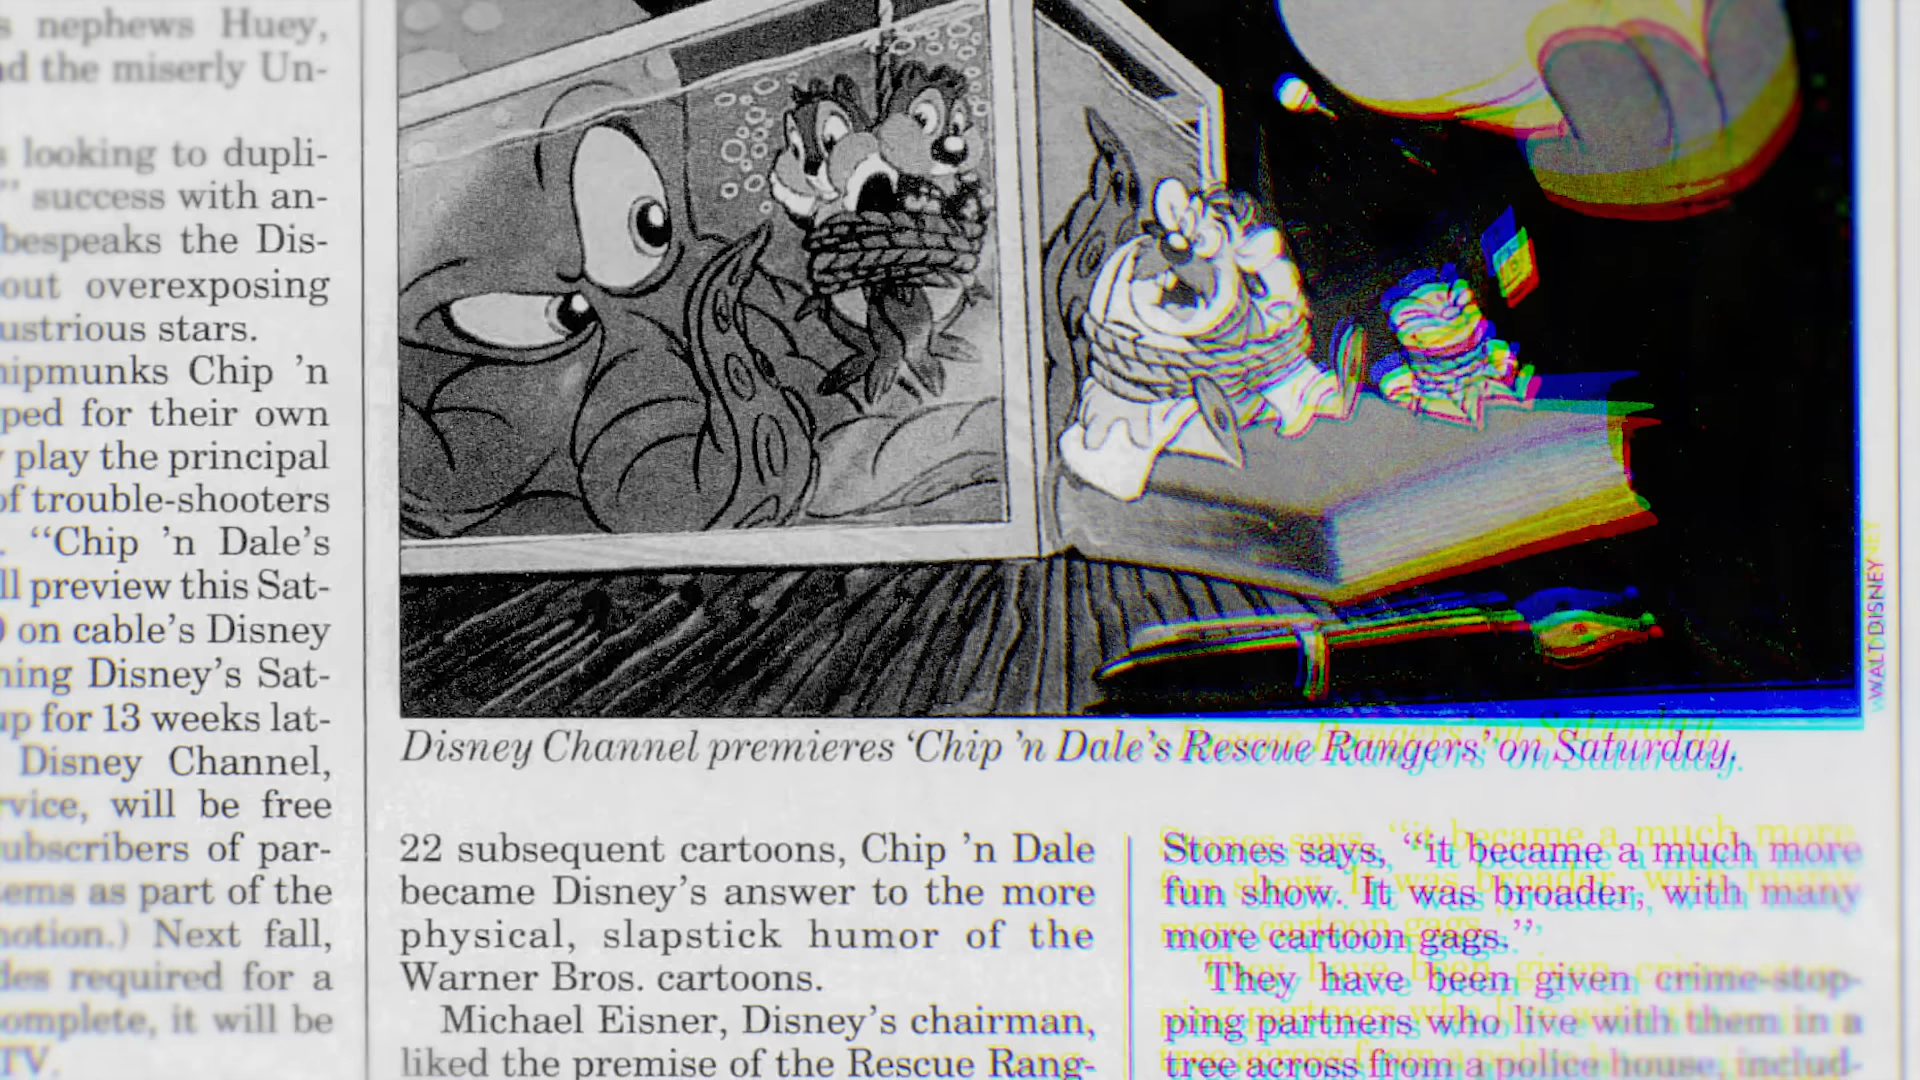 s nephews Huey,
d the miserly Un-
looking to dupli-
” success with an-
bespeaks the Dis-
out overexposing
ustrious stars.
ipmunks Chip ’n
ped for their own
play the principal
of trouble-shooters
. “Chip ’n Dale’s
ll preview this Sat-
on cable’s Disney
ning Disney’s Sat-
up for 13 weeks lat-
Disney Channel,
rvice, will be free
ubscribers of par-
ems as part of the
otion.) Next fall,
des required for a
omplete, it will be
TV.
WALT DISNEY
Disney Channel premieres ‘Chip ’n Dale’s Rescue Rangers’ on Saturday.
22 subsequent cartoons, Chip ’n Dale
became Disney’s answer to the more
physical, slapstick humor of the
Warner Bros. cartoons.
Michael Eisner, Disney’s chairman,
liked the premise of the Rescue Rang-
Stones says, “it became a much more
fun show. It was broader, with many
more cartoon gags.”
They have been given crime-stop-
ping partners who live with them in a
tree across from a police house, includ-